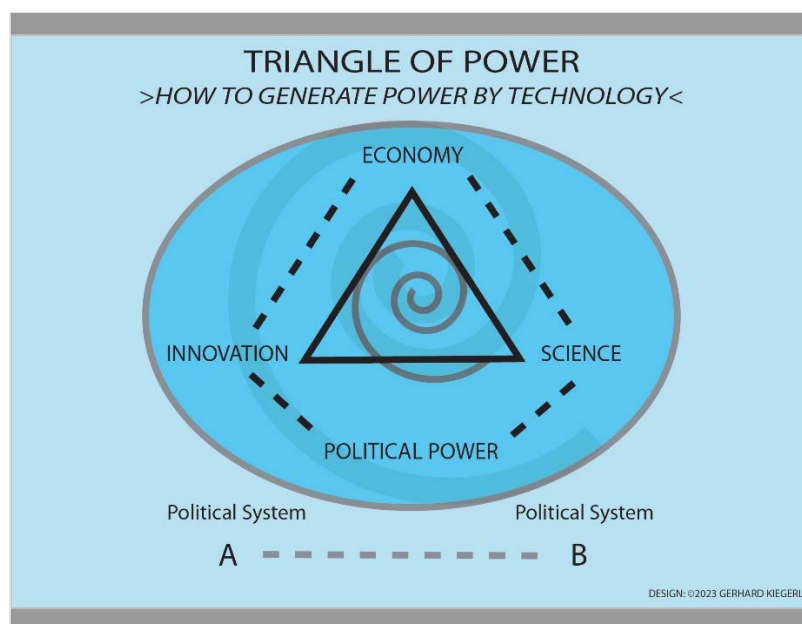 TRIANGLE OF POWER
>HOW TO GENERATE POWER BY TECHNOLOGY<
ECONOMY
INNOVATION
SCIENCE
POLITICAL POWER
Political System
Political System
A
B
DESIGN: ©2023 GERHARD KIEGERL